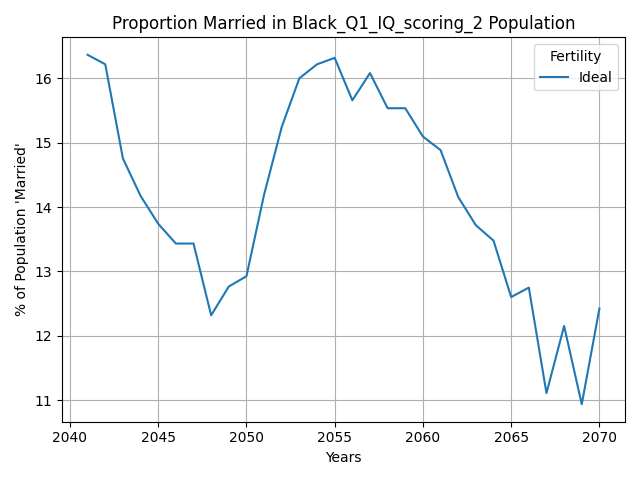 Proportion Married in Black_Q1_IQ_scoring_2 Population
Fertility
Ideal
% of Population 'Married'
16
15
14
13
12
11
2040 2045 2050 2055 2060 2065 2070
Years